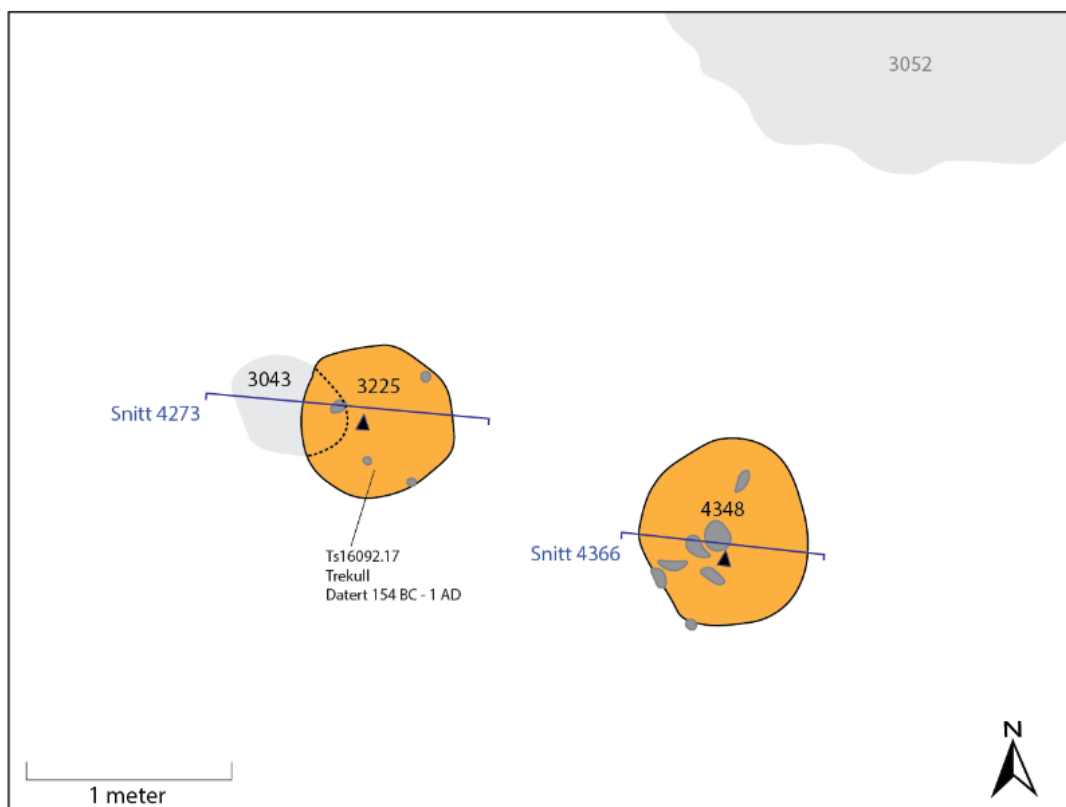 3052
3043
3225
Snitt 4273
4348
Snitt 4366
Ts16092.17
Trekull
Datert 154 BC - 1 AD
N
1 meter